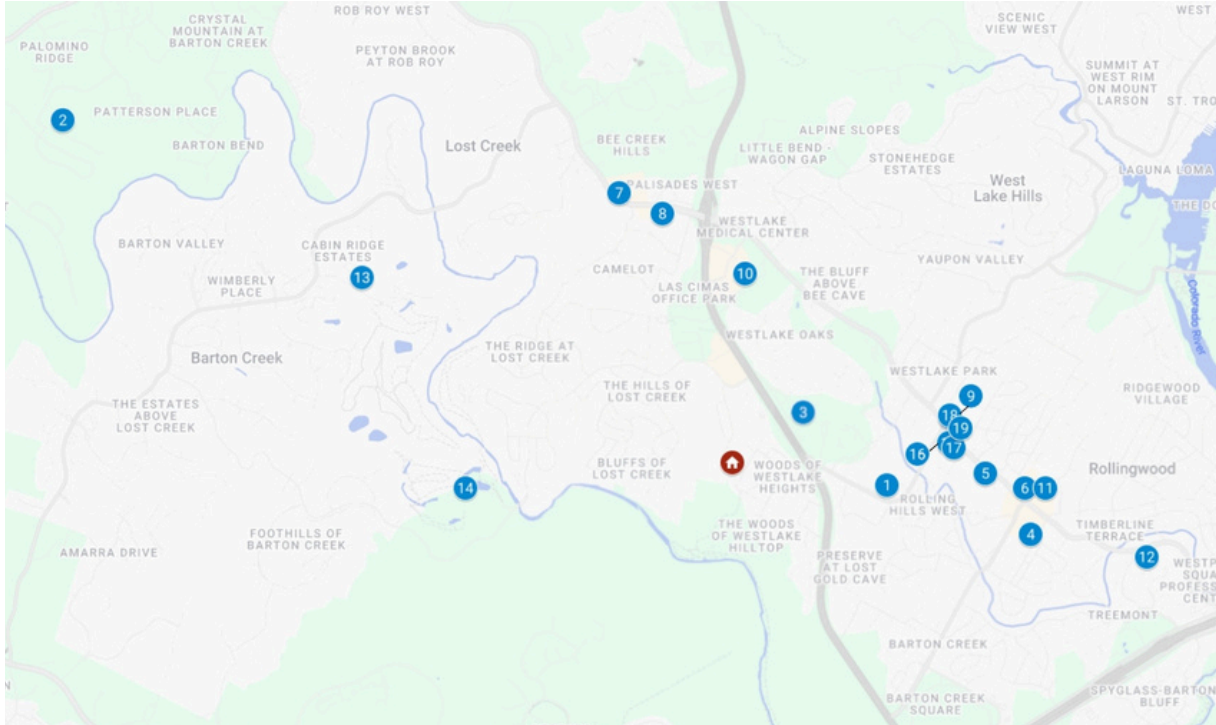 ROB ROY WEST
CRYSTAL
MOUNTAIN AT
BARTON CREEK
SCENIC
VIEW WEST
WEST
PALOMINO
RIDGE
PEYTON BROOK
AT ROB ROY
SUMMIT AT
WEST RIM
ON MOUNT
LARSON
ST. TRO
2
PATTERSON PLACE
BARTON BEND
Lost Creek
BEE CREEK
HILLS
ALPINE SLOPES
LITTLE BEND -
WAGON GAP
STONEHEDGE
ESTATES
LAGUNA LOMA
West
Lake Hills
7
PALISADES WEST
8
WESTLAKE
MEDICAL CENTER
THE DO
BARTON VALLEY
CABIN RIDGE
ESTATES
13
WIMBERLY
PLACE
CAMELOT
10
LAS CIMAS
OFFICE PARK
THE BLUFF
ABOVE
BEE CAVE
YAUPON VALLEY
Colorado River
WESTLAKE OAKS
Barton Creek
THE RIDGE AT
LOST CREEK
WESTLAKE PARK
THE HILLS OF
LOST CREEK
RIDGEWOOD
VILLAGE
9
3
18
19
THE ESTATES
ABOVE
LOST CREEK
16
17
BLUFFS OF
LOST CREEK
WOODS OF
WESTLAKE
HEIGHTS
5
Rollingwood
14
1
ROLLING
HILLS WEST
6
11
FOOTHILLS OF
BARTON CREEK
THE WOODS
OF WESTLAKE
HILLTOP
4
TIMBERLINE
TERRACE
AMARRA DRIVE
PRESERVE
AT LOST
GOLD CAVE
12
WESTP
SQUA
PROFESS
CENT
TREEMONT
BARTON CREEK
BARTON CREEK
SQUARE
SPYGLASS-BARTON
BLUFF
N